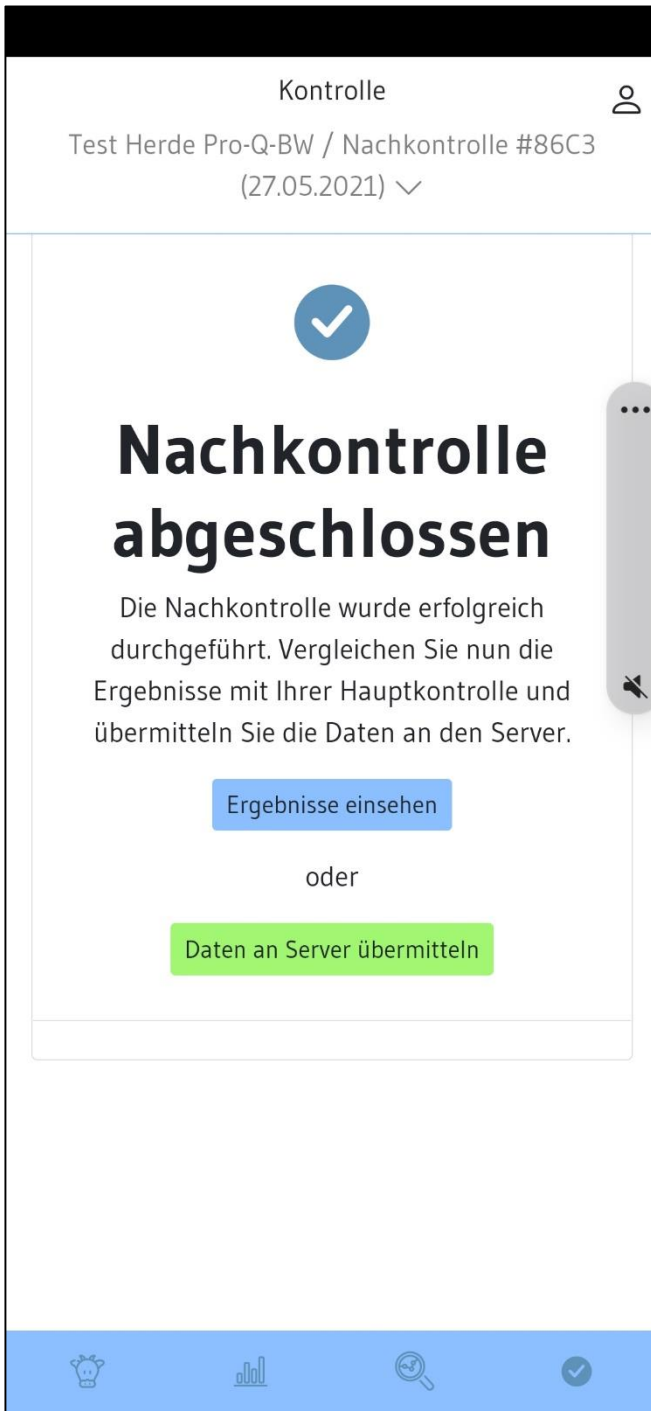 Kontrolle
Test Herde Pro-Q-BW / Nachkontrolle #86C3
(27.05.2021)
Nachkontrolle
abgeschlossen
Die Nachkontrolle wurde erfolgreich
durchgeführt. Vergleichen Sie nun die
Ergebnisse mit Ihrer Hauptkontrolle und
übermitteln Sie die Daten an den Server.
Ergebnisse einsehen
oder
Daten an Server übermitteln